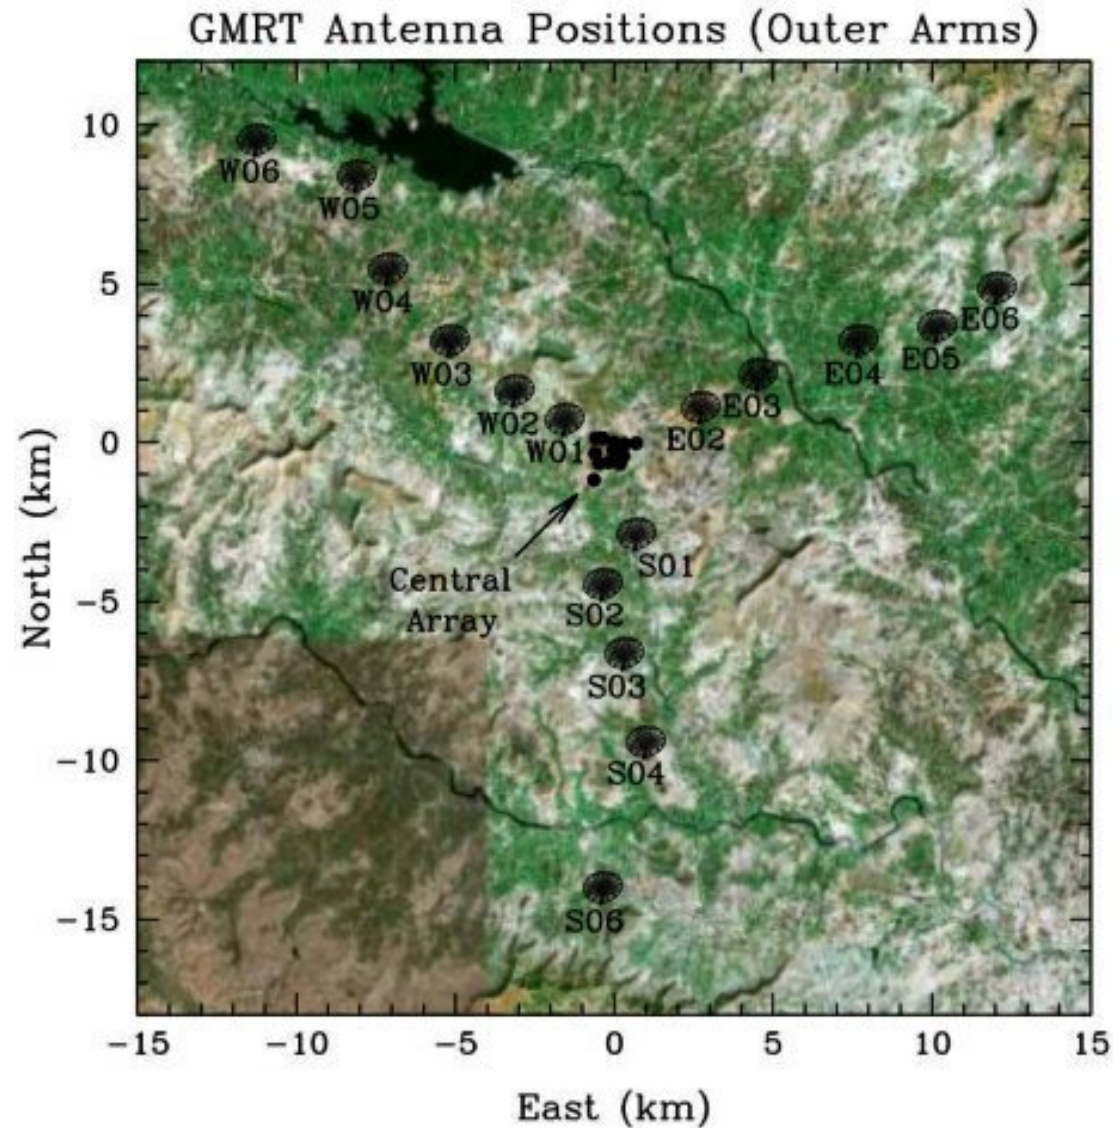 GMRT Antenna Positions (Outer Arms)
10
5
0
−5
−10
−15
North (km)
W06
W05
W04
W03
W02
W01
E06
E05
E04
E03
E02
Central
Array
S01
S02
S03
S04
S06
−15 −10 −5 0 5 10 15
East (km)